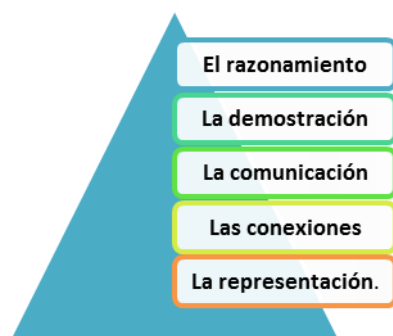 El razonamiento
La demostración
La comunicación
Las conexiones
La representación.